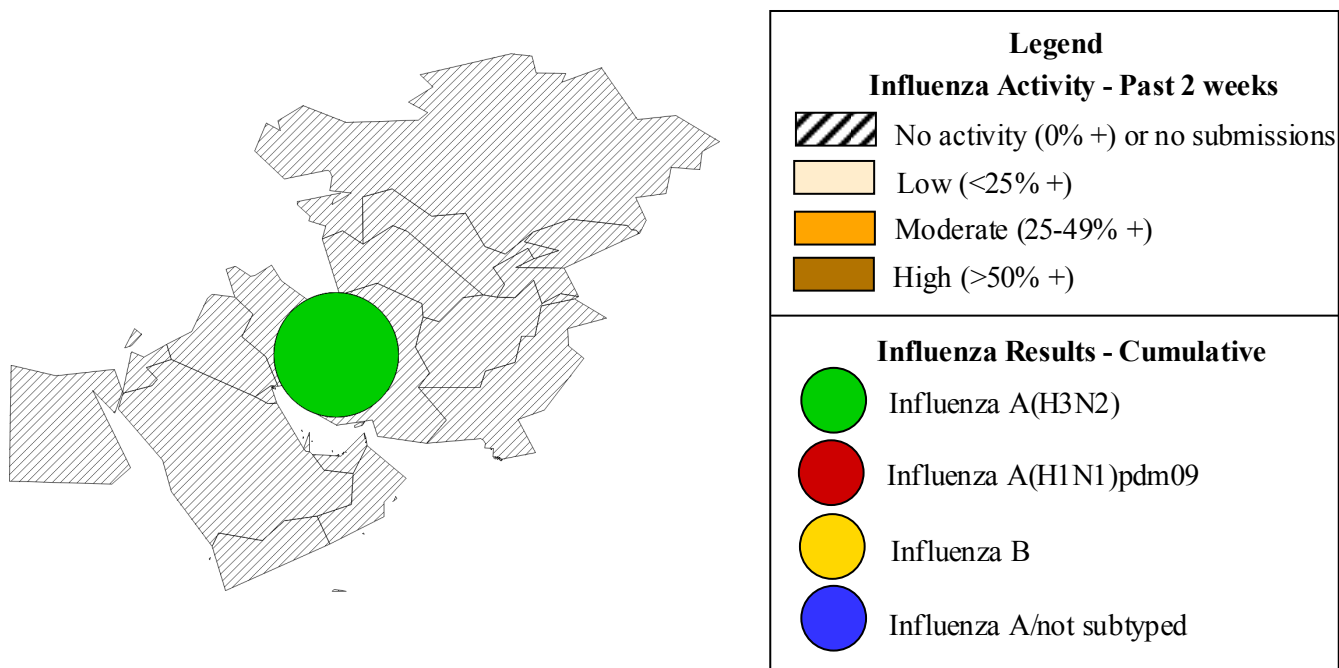 Legend
Influenza Activity - Past 2 weeks
No activity (0% +) or no submissions
Low (<25% +)
Moderate (25-49% +)
High (>50% +)
Influenza Results - Cumulative
Influenza A(H3N2)
Influenza A(H1N1)pdm09
Influenza B
Influenza A/not subtyped